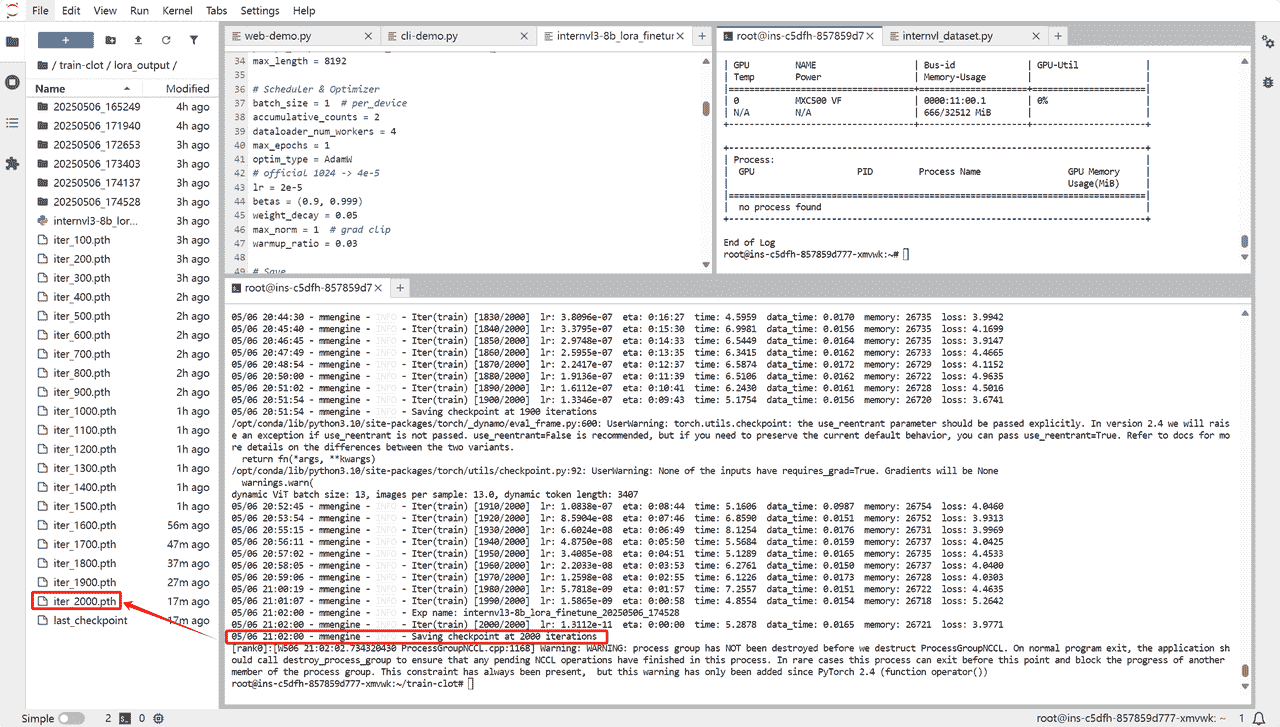 File Edit View Run Kernel Tabs Settings Help
+
/ train-clot / lora_output /
Name Modified
20250506_165249 4h ago
20250506_171940 4h ago
20250506_172653 3h ago
20250506_173403 3h ago
20250506_174137 3h ago
20250506_174528 3h ago
internvl3-8b_lora... 3h ago
iter_100.pth 3h ago
iter_200.pth 3h ago
iter_300.pth 3h ago
iter_400.pth 2h ago
iter_500.pth 2h ago
iter_600.pth 2h ago
iter_700.pth 2h ago
iter_800.pth 2h ago
iter_900.pth 2h ago
iter_1000.pth 1h ago
iter_1100.pth 1h ago
iter_1200.pth 1h ago
iter_1300.pth 1h ago
iter_1400.pth 1h ago
iter_1500.pth 1h ago
iter_1600.pth 56m ago
iter_1700.pth 47m ago
iter_1800.pth 37m ago
iter_1900.pth 27m ago
iter_2000.pth 17m ago
last_checkpoint 17m ago
web-demo.py cli-demo.py internvl3-8b_lora_finetur
34 max_length = 8192
35
36 # Scheduler & Optimizer
37 batch_size = 1 # per_device
38 accumulative_counts = 2
39 dataloader_num_workers = 4
40 max_epochs = 1
41 optim_type = AdamW
42 # official 1024 -> 4e-5
43 lr = 2e-5
44 betas = (0.9, 0.999)
45 weight_decay = 0.05
46 max_norm = 1 # grad clip
47 warmup_ratio = 0.03
48
49 # Save
root@ins-c5dfh-857859d7 internvl_dataset.py
| GPU NAME | Bus-id | GPU-Util |
| Temp Power | Memory-Usage | |
| 0 MXC500 VF | 0000:11:00.1 | 0% |
| N/A N/A | 666/32512 MiB | |
| Process: |
| GPU PID Process Name GPU Memory |
| Usage(MiB) |
| no process found |
End of Log
root@ins-c5dfh-857859d777-xmvwk:~#
root@ins-c5dfh-857859d7
05/06 20:44:30 - mmengine - INFO - Iter(train) [1830/2000] lr: 3.8096e-07 eta: 0:16:27 time: 4.5959 data_time: 0.0170 memory: 26735 loss: 3.9942
05/06 20:45:40 - mmengine - INFO - Iter(train) [1840/2000] lr: 3.3795e-07 eta: 0:15:30 time: 6.9981 data_time: 0.0156 memory: 26735 loss: 4.1699
05/06 20:46:45 - mmengine - INFO - Iter(train) [1850/2000] lr: 2.9748e-07 eta: 0:14:33 time: 6.5449 data_time: 0.0164 memory: 26735 loss: 3.9147
05/06 20:47:49 - mmengine - INFO - Iter(train) [1860/2000] lr: 2.5955e-07 eta: 0:13:35 time: 6.3415 data_time: 0.0162 memory: 26733 loss: 4.4665
05/06 20:48:54 - mmengine - INFO - Iter(train) [1870/2000] lr: 2.2417e-07 eta: 0:12:37 time: 6.5874 data_time: 0.0172 memory: 26729 loss: 4.1152
05/06 20:50:00 - mmengine - INFO - Iter(train) [1880/2000] lr: 1.9136e-07 eta: 0:11:39 time: 6.5106 data_time: 0.0162 memory: 26722 loss: 4.9635
05/06 20:51:02 - mmengine - INFO - Iter(train) [1890/2000] lr: 1.6112e-07 eta: 0:10:41 time: 6.2430 data_time: 0.0161 memory: 26728 loss: 4.5016
05/06 20:51:54 - mmengine - INFO - Iter(train) [1900/2000] lr: 1.3346e-07 eta: 0:09:43 time: 5.1754 data_time: 0.0156 memory: 26720 loss: 3.6741
05/06 20:51:54 - mmengine - INFO - Saving checkpoint at 1900 iterations
/opt/conda/lib/python3.10/site-packages/torch/_dynamo/eval_frame.py:600: UserWarning: torch.utils.checkpoint: the use_reentrant parameter should be passed explicitly. In version 2.4 we will rais
e an exception if use_reentrant is not passed. use_reentrant=False is recommended, but if you need to preserve the current default behavior, you can pass use_reentrant=True. Refer to docs for mo
re details on the differences between the two variants.
return fn(*args, **kwargs)
/opt/conda/lib/python3.10/site-packages/torch/utils/checkpoint.py:92: UserWarning: None of the inputs have requires_grad=True. Gradients will be None
warnings.warn(
dynamic ViT batch size: 13, images per sample: 13.0, dynamic token length: 3407
05/06 20:52:45 - mmengine - INFO - Iter(train) [1910/2000] lr: 1.0838e-07 eta: 0:08:44 time: 5.1606 data_time: 0.0987 memory: 26754 loss: 4.0460
05/06 20:53:54 - mmengine - INFO - Iter(train) [1920/2000] lr: 8.5904e-08 eta: 0:07:46 time: 6.8590 data_time: 0.0151 memory: 26752 loss: 3.9313
05/06 20:55:15 - mmengine - INFO - Iter(train) [1930/2000] lr: 6.6024e-08 eta: 0:06:49 time: 8.1254 data_time: 0.0176 memory: 26731 loss: 3.9969
05/06 20:56:11 - mmengine - INFO - Iter(train) [1940/2000] lr: 4.8750e-08 eta: 0:05:50 time: 5.5684 data_time: 0.0159 memory: 26737 loss: 4.0425
05/06 20:57:02 - mmengine - INFO - Iter(train) [1950/2000] lr: 3.4085e-08 eta: 0:04:51 time: 5.1289 data_time: 0.0165 memory: 26735 loss: 4.4533
05/06 20:58:05 - mmengine - INFO - Iter(train) [1960/2000] lr: 2.2033e-08 eta: 0:03:53 time: 6.2761 data_time: 0.0150 memory: 26737 loss: 4.0400
05/06 20:59:06 - mmengine - INFO - Iter(train) [1970/2000] lr: 1.2598e-08 eta: 0:02:55 time: 6.1226 data_time: 0.0173 memory: 26728 loss: 4.0303
05/06 21:00:19 - mmengine - INFO - Iter(train) [1980/2000] lr: 5.7818e-09 eta: 0:01:57 time: 7.2557 data_time: 0.0151 memory: 26722 loss: 4.4635
05/06 21:01:07 - mmengine - INFO - Iter(train) [1990/2000] lr: 1.5865e-09 eta: 0:00:58 time: 4.8554 data_time: 0.0154 memory: 26718 loss: 5.2642
05/06 21:02:00 - mmengine - INFO - Exp name: internvl3-8b_lora_finetune_20250506_174528
05/06 21:02:00 - mmengine - INFO - Iter(train) [2000/2000] lr: 1.3112e-11 eta: 0:00:00 time: 5.2878 data_time: 0.0165 memory: 26721 loss: 3.9771
05/06 21:02:00 - mmengine - INFO - Saving checkpoint at 2000 iterations
[rank0]:[W506 21:02:02.734320430 ProcessGroupNCCL.cpp:1168] Warning: WARNING: process group has NOT been destroyed before we destruct ProcessGroupNCCL. On normal program exit, the application sh
ould call destroy_process_group to ensure that any pending NCCL operations have finished in this process. In rare cases this process can exit before this point and block the progress of another
member of the process group. This constraint has always been present, but this warning has only been added since PyTorch 2.4 (function operator())
root@ins-c5dfh-857859d777-xmvwk:~/train-clot#
Simple 2 0 root@ins-c5dfh-857859d777-xmvwk: ~ 1